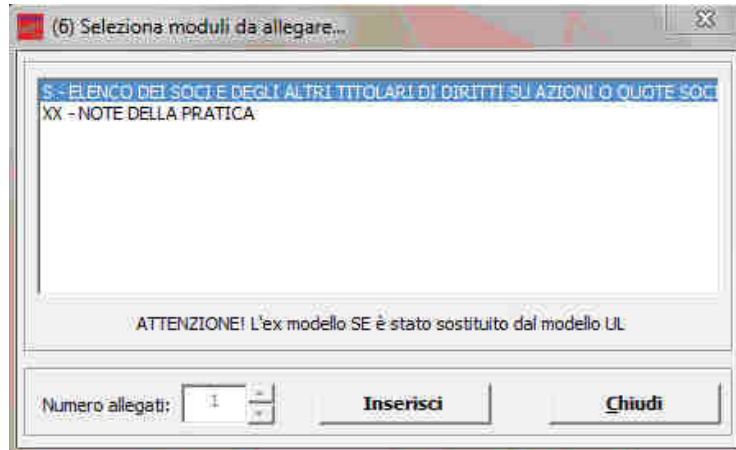 (6) Seleziona moduli da allegare...
S - ELENCO DEI SOCI E DEGLI ALTRI TITOLARI DI DIRITTI SU AZIONI O QUOTE SOCI
XX - NOTE DELLA PRATICA
ATTENZIONE! L'ex modello SE è stato sostituito dal modello UL
Numero allegati: 1 Inserisci Chiudi